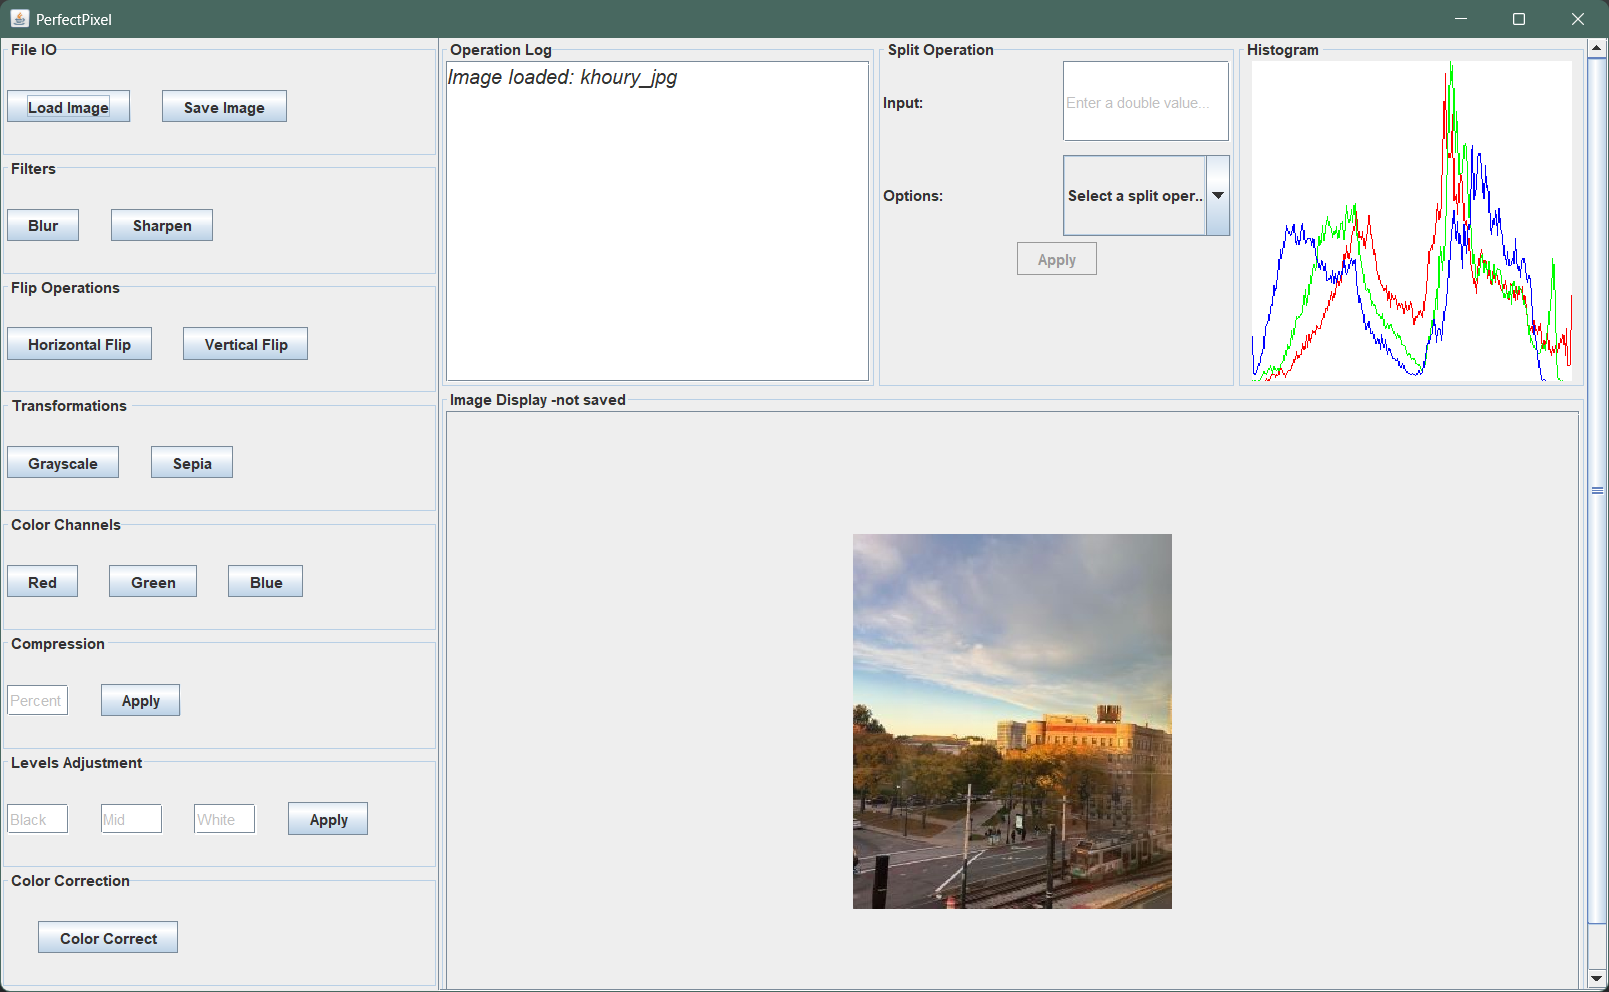 PerfectPixel
File IO
Load Image
Save Image
Filters
Blur
Sharpen
Flip Operations
Horizontal Flip
Vertical Flip
Transformations
Grayscale
Sepia
Color Channels
Red
Green
Blue
Compression
Percent
Apply
Levels Adjustment
Black
Mid
White
Apply
Color Correction
Color Correct
Operation Log
Image loaded: khoury_jpg
Split Operation
Input:
Enter a double value...
Options:
Select a split oper..
Apply
Histogram
Image Display -not saved